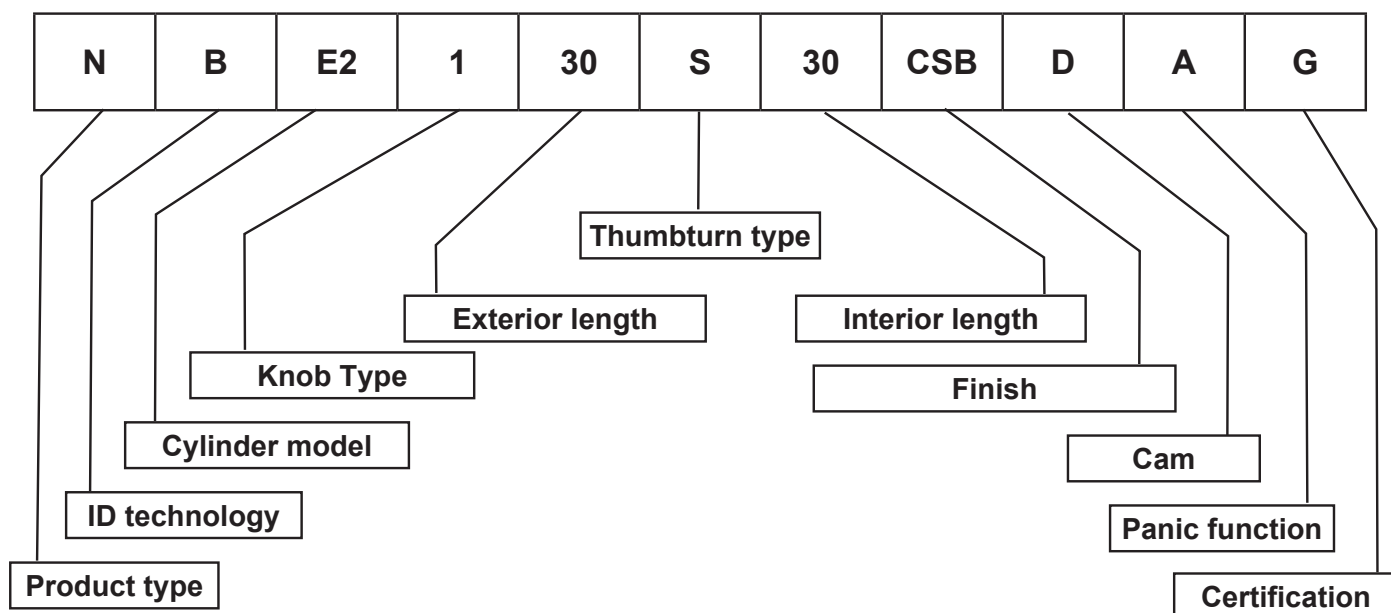 N B E2 1 30 S 30 CSB D A G
Thumbturn type
Exterior length
Interior length
Knob Type
Finish
Cylinder model
Cam
ID technology
Panic function
Product type
Certification